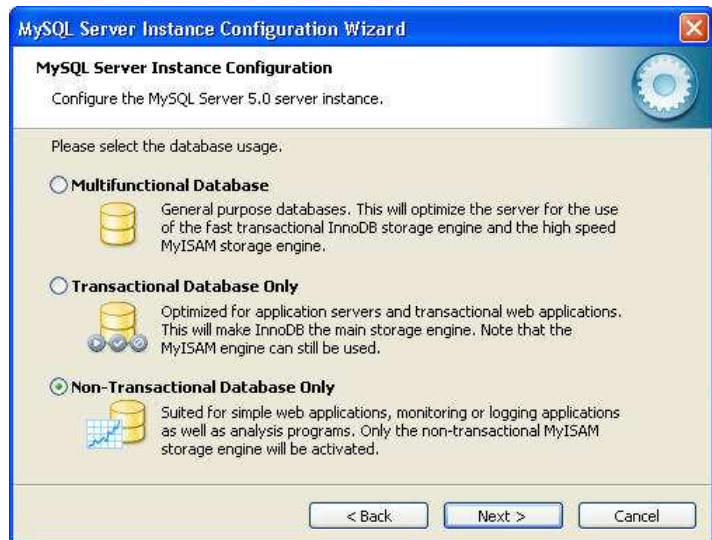 MySQL Server Instance Configuration Wizard
MySQL Server Instance Configuration
Configure the MySQL Server 5.0 server instance.
Please select the database usage.
Multifunctional Database
General purpose databases. This will optimize the server for the use
of the fast transactional InnoDB storage engine and the high speed
MyISAM storage engine.
Transactional Database Only
Optimized for application servers and transactional web applications.
This will make InnoDB the main storage engine. Note that the
MyISAM engine can still be used.
Non-Transactional Database Only
Suited for simple web applications, monitoring or logging applications
as well as analysis programs. Only the non-transactional MyISAM
storage engine will be activated.
< Back Next > Cancel